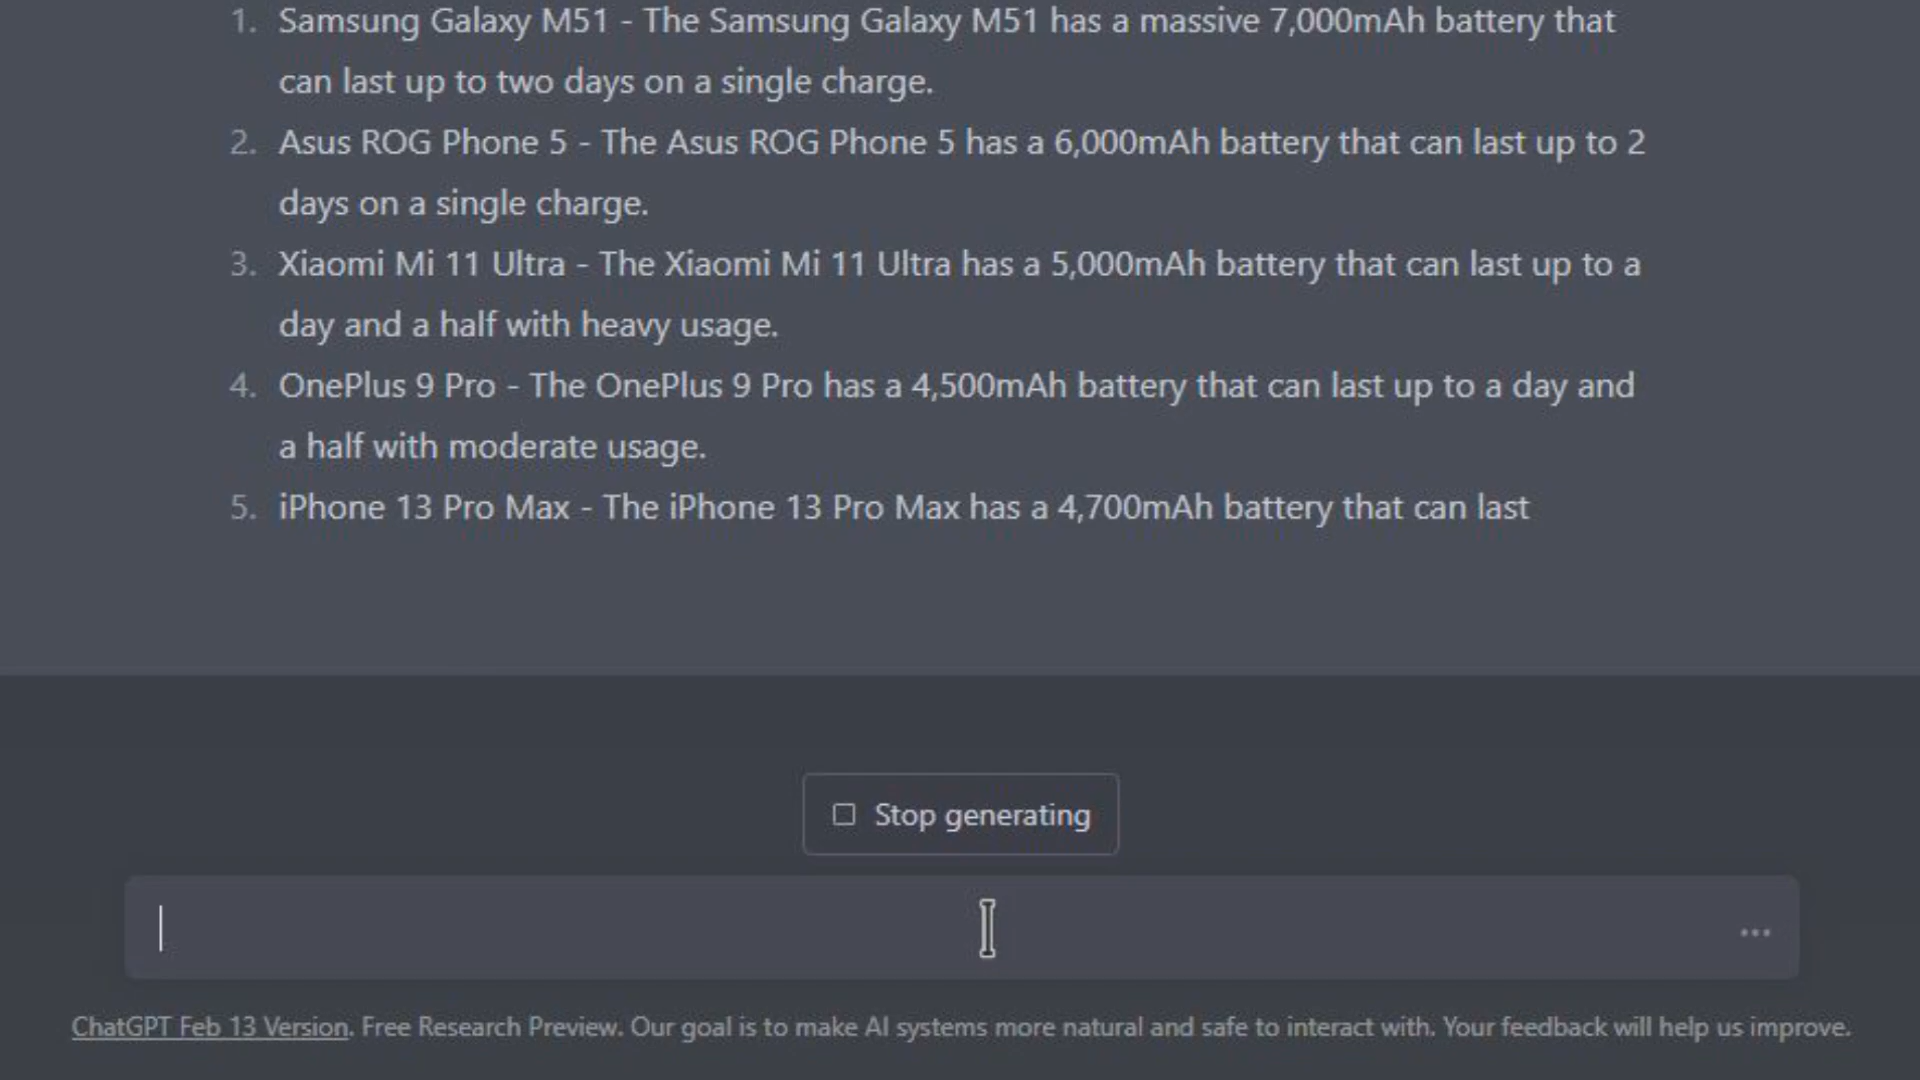 1. Samsung Galaxy M51 - The Samsung Galaxy M51 has a massive 7,000mAh battery that
can last up to two days on a single charge.
2. Asus ROG Phone 5 - The Asus ROG Phone 5 has a 6,000mAh battery that can last up to 2
days on a single charge.
3. Xiaomi Mi 11 Ultra - The Xiaomi Mi 11 Ultra has a 5,000mAh battery that can last up to a
day and a half with heavy usage.
4. OnePlus 9 Pro - The OnePlus 9 Pro has a 4,500mAh battery that can last up to a day and
a half with moderate usage.
5. iPhone 13 Pro Max - The iPhone 13 Pro Max has a 4,700mAh battery that can last
Stop generating
ChatGPT Feb 13 Version. Free Research Preview. Our goal is to make AI systems more natural and safe to interact with. Your feedback will help us improve.